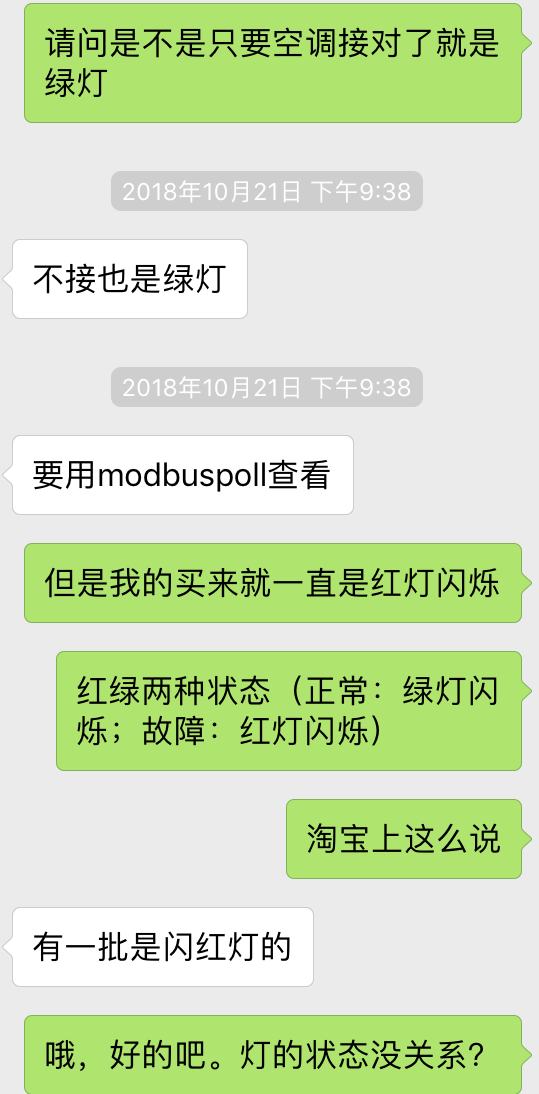 请问是不是只要空调接对了就是
绿灯
2018年10月21日 下午9:38
不接也是绿灯
2018年10月21日 下午9:38
要用modbuspoll查看
但是我的买来就一直是红灯闪烁
红绿两种状态（正常：绿灯闪
烁；故障：红灯闪烁）
淘宝上这么说
有一批是闪红灯的
哦，好的吧。灯的状态没关系？